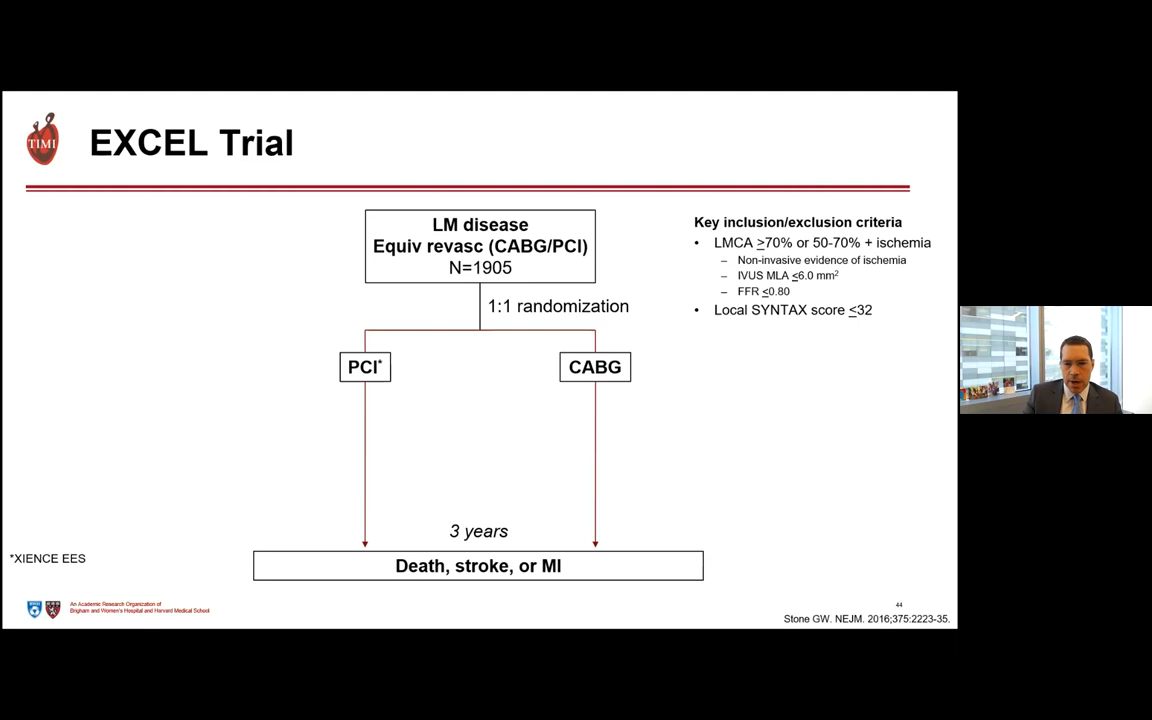 TIMI
EXCEL Trial
LM disease
Equiv revasc (CABG/PCI)
N=1905
1:1 randomization
PCI*
CABG
3 years
Death, stroke, or MI
Key inclusion/exclusion criteria
• LMCA ≥70% or 50-70% + ischemia
– Non-invasive evidence of ischemia
– IVUS MLA ≤6.0 mm²
– FFR ≤0.80
• Local SYNTAX score ≤32
*XIENCE EES
An Academic Research Organization of
Brigham and Women's Hospital and Harvard Medical School
44
Stone GW. NEJM. 2016;375:2223-35.